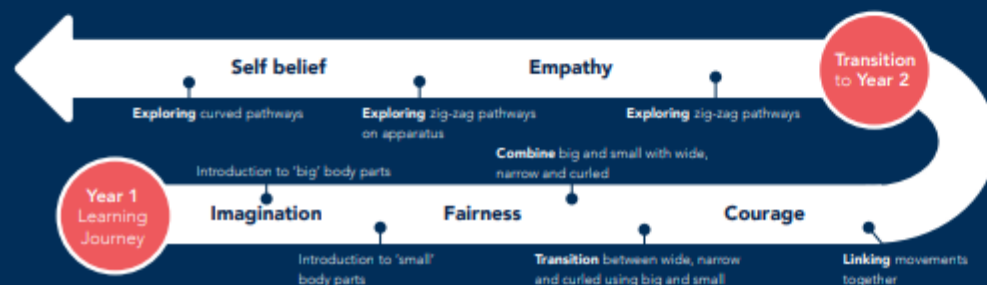 Self belief
Empathy
Transition
to Year 2
Exploring curved pathways
Exploring zig-zag pathways
on apparatus
Exploring zig-zag pathways
Combine big and small with wide,
narrow and curled
Introduction to 'big' body parts
Year 1
Learning
Journey
Imagination
Fairness
Courage
Introduction to 'small'
body parts
Transition between wide, narrow
and curled using big and small
Linking movements
together